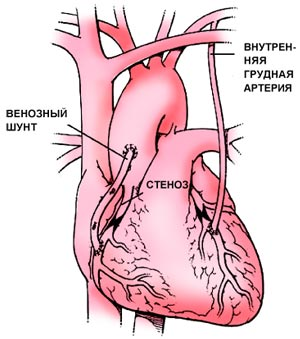 ВНУТРЕН-
НЯЯ
ГРУДНАЯ
АРТЕРИЯ
ВЕНОЗНЫЙ
ШУНТ
СТЕНОЗ